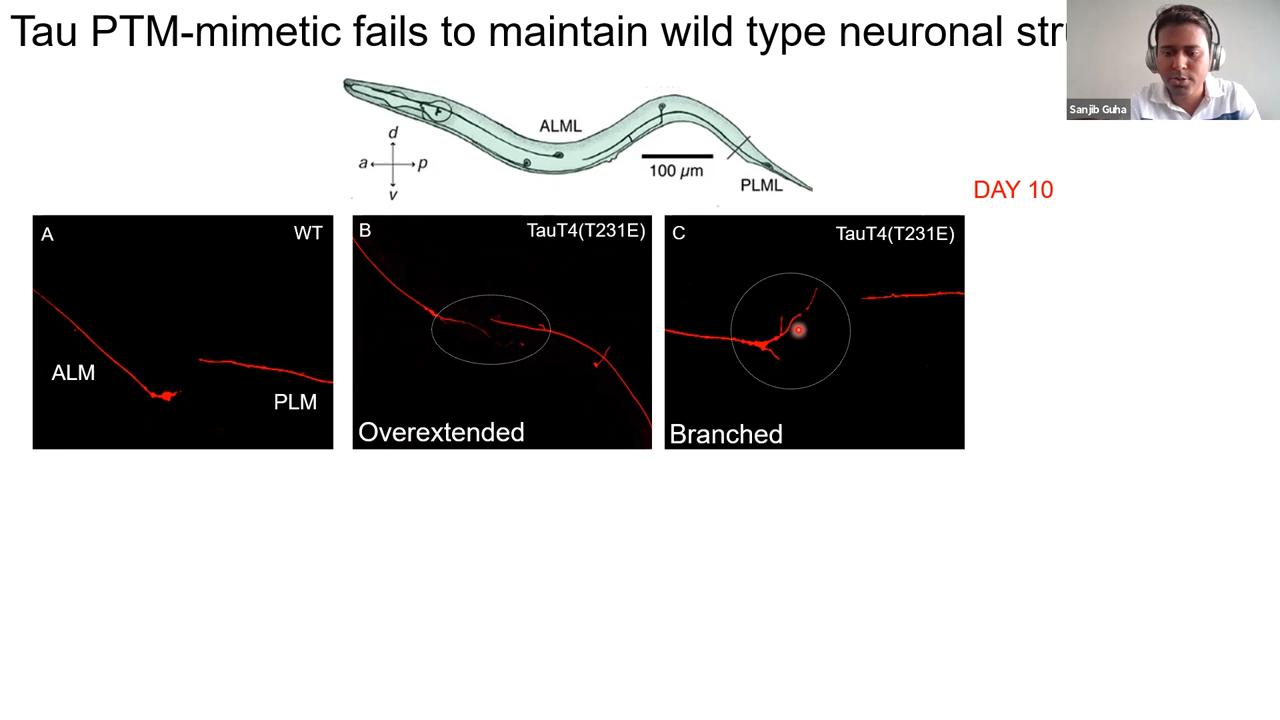 Tau PTM-mimetic fails to maintain wild type neuronal
Sanjib Guha
ALML
d
a
p
v
100 µm
PLML
DAY 10
A
WT
ALM
PLM
B
TauT4(T231E)
Overextended
C
TauT4(T231E)
Branched